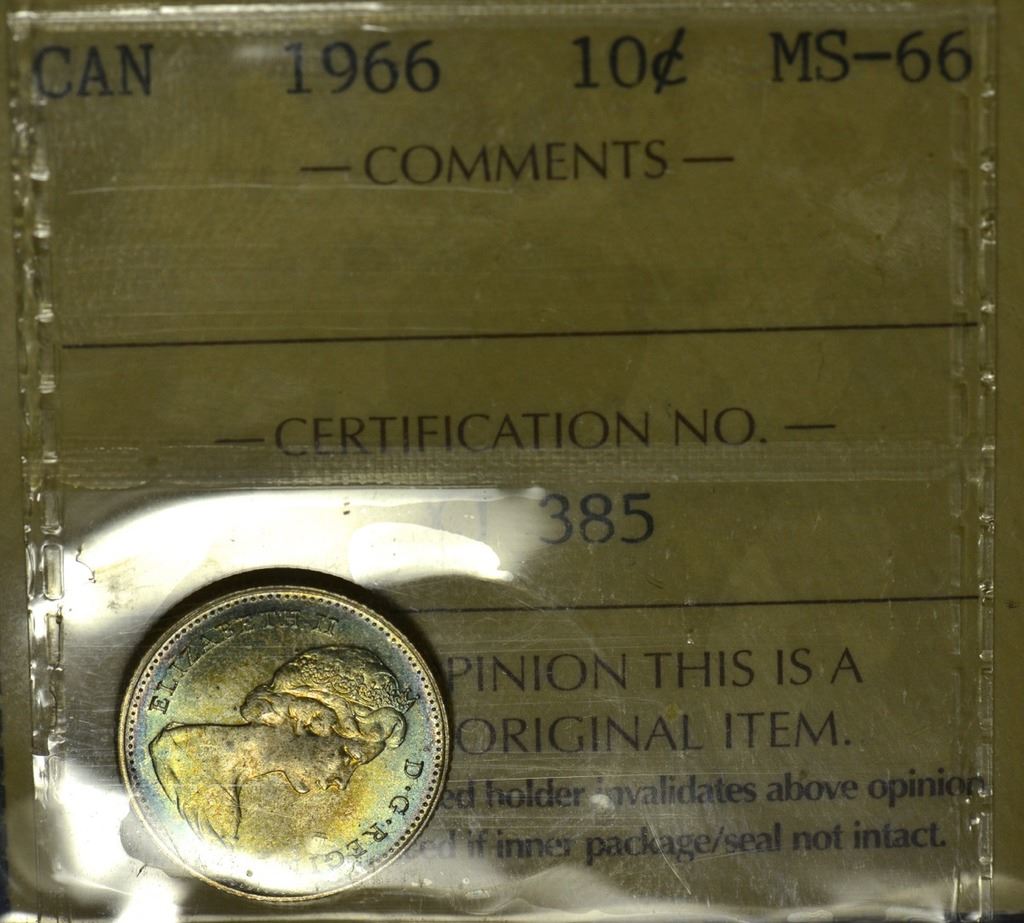 CAN 1966 10¢ MS-66
— COMMENTS —
— CERTIFICATION NO. —
385
PINION THIS IS A
ORIGINAL ITEM.
ed holder invalidates above opinion
if inner package/seal not intact.
ELIZABETH II D·G·REGI